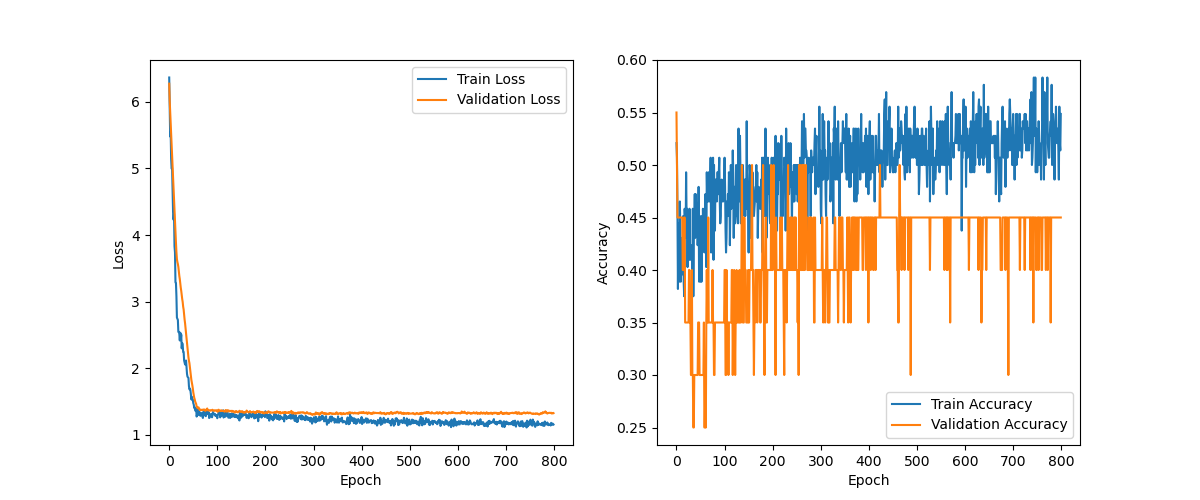 Train Loss
Validation Loss
6
5
4
3
2
1
0 100 200 300 400 500 600 700 800
Epoch
Loss
0.60
0.55
0.50
0.45
0.40
0.35
0.30
0.25
Train Accuracy
Validation Accuracy
0 100 200 300 400 500 600 700 800
Epoch
Accuracy